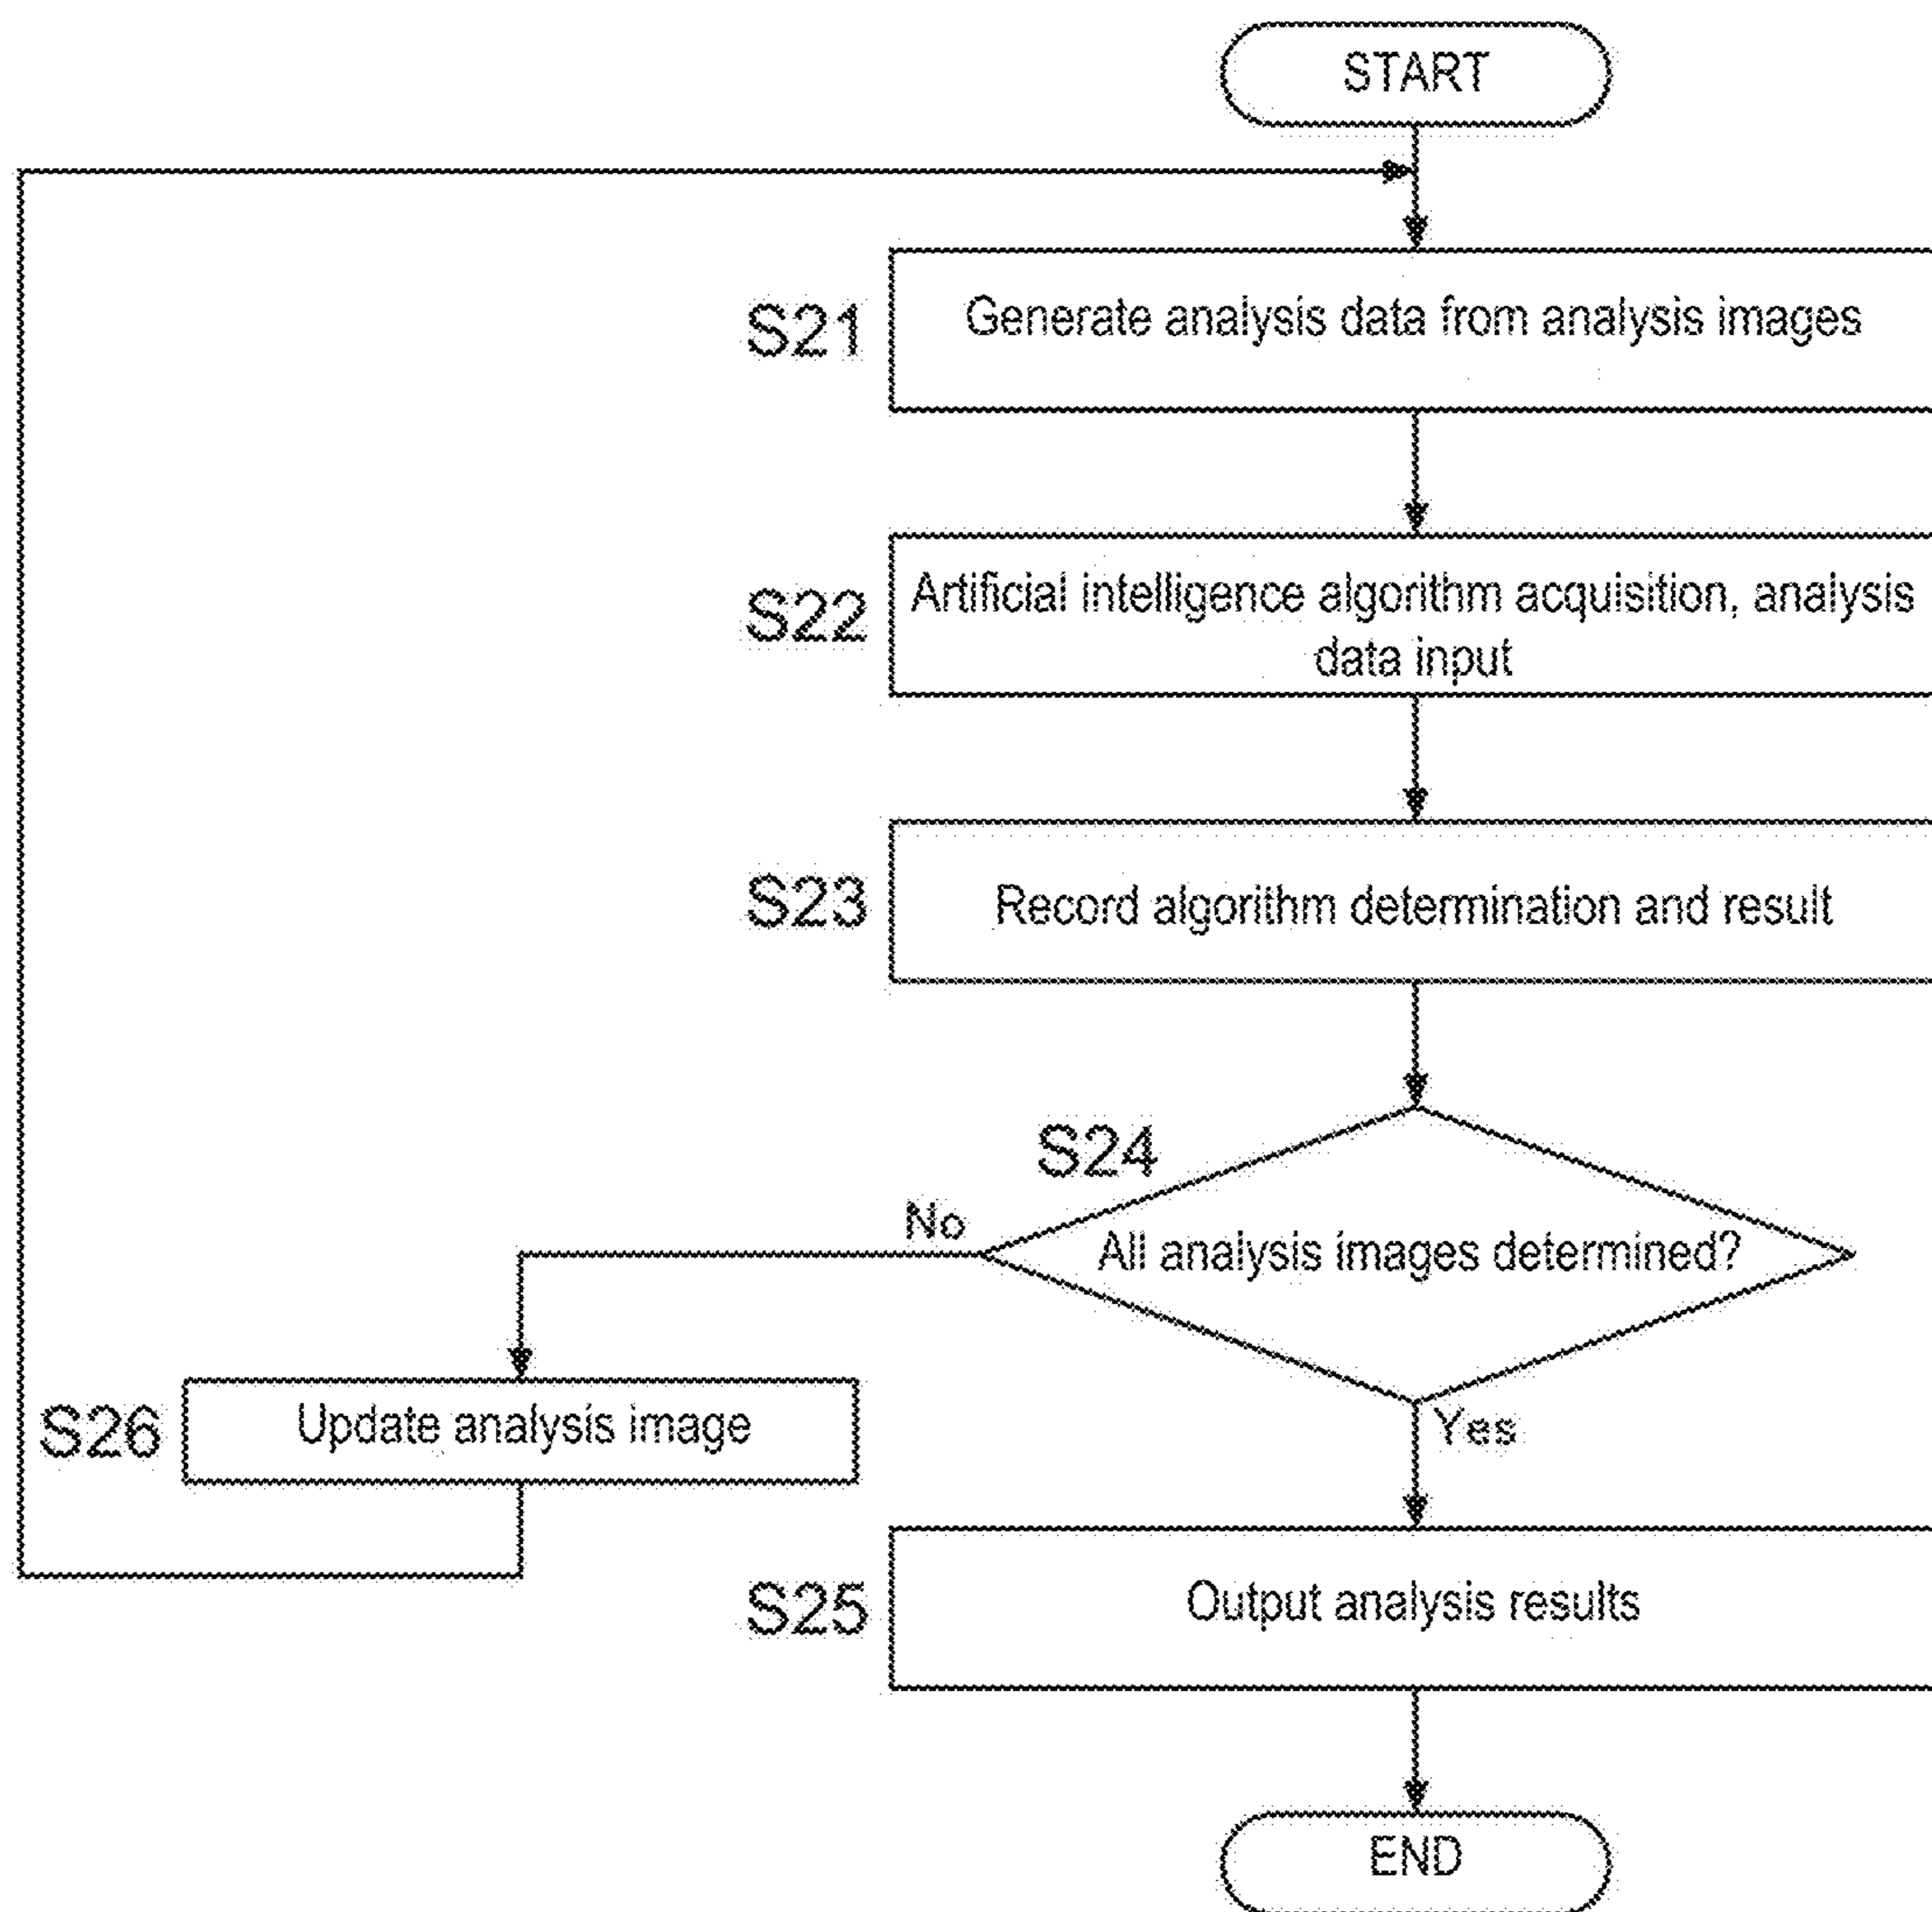 START
S21
Generate analysis data from analysis images
S22
Artificial intelligence algorithm acquisition, analysis
data input
S23
Record algorithm determination and result
S24
No
All analysis images determined?
S26
Update analysis image
Yes
S25
Output analysis results
END